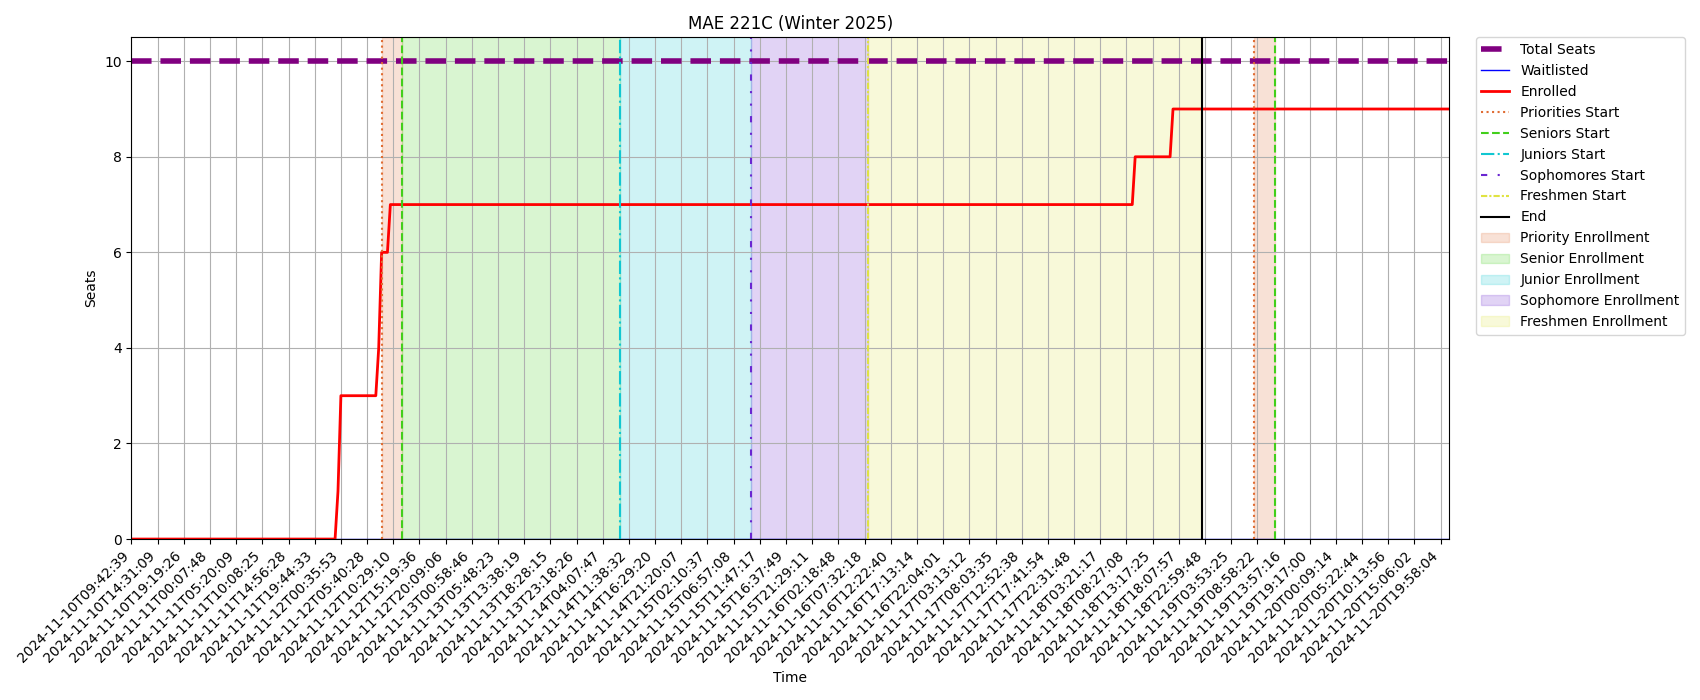 MAE 221C (Winter 2025)
10
8
6
4
2
0
Seats
2024-11-10T09:42:39
2024-11-10T14:31:09
2024-11-10T19:19:26
2024-11-11T00:07:48
2024-11-11T05:20:09
2024-11-11T10:08:25
2024-11-11T14:56:28
2024-11-11T19:44:33
2024-11-12T00:35:53
2024-11-12T05:40:28
2024-11-12T10:29:10
2024-11-12T15:19:36
2024-11-12T20:09:06
2024-11-13T00:58:46
2024-11-13T05:48:23
2024-11-13T13:38:19
2024-11-13T18:28:15
2024-11-13T23:18:26
2024-11-14T04:07:47
2024-11-14T11:38:32
2024-11-14T16:29:20
2024-11-14T21:20:07
2024-11-15T02:10:37
2024-11-15T06:57:08
2024-11-15T11:47:17
2024-11-15T16:37:49
2024-11-15T21:29:11
2024-11-16T02:18:48
2024-11-16T07:32:18
2024-11-16T12:22:40
2024-11-16T17:13:14
2024-11-16T22:04:01
2024-11-17T03:13:12
2024-11-17T08:03:35
2024-11-17T12:52:38
2024-11-17T17:41:54
2024-11-17T22:31:48
2024-11-18T03:21:17
2024-11-18T08:27:08
2024-11-18T13:17:25
2024-11-18T18:07:57
2024-11-18T22:59:48
2024-11-19T03:53:25
2024-11-19T08:58:22
2024-11-19T13:57:16
2024-11-19T19:17:00
2024-11-20T00:09:14
2024-11-20T05:22:44
2024-11-20T10:13:56
2024-11-20T15:06:02
2024-11-20T19:58:04
Time
Total Seats
Waitlisted
Enrolled
Priorities Start
Seniors Start
Juniors Start
Sophomores Start
Freshmen Start
End
Priority Enrollment
Senior Enrollment
Junior Enrollment
Sophomore Enrollment
Freshmen Enrollment